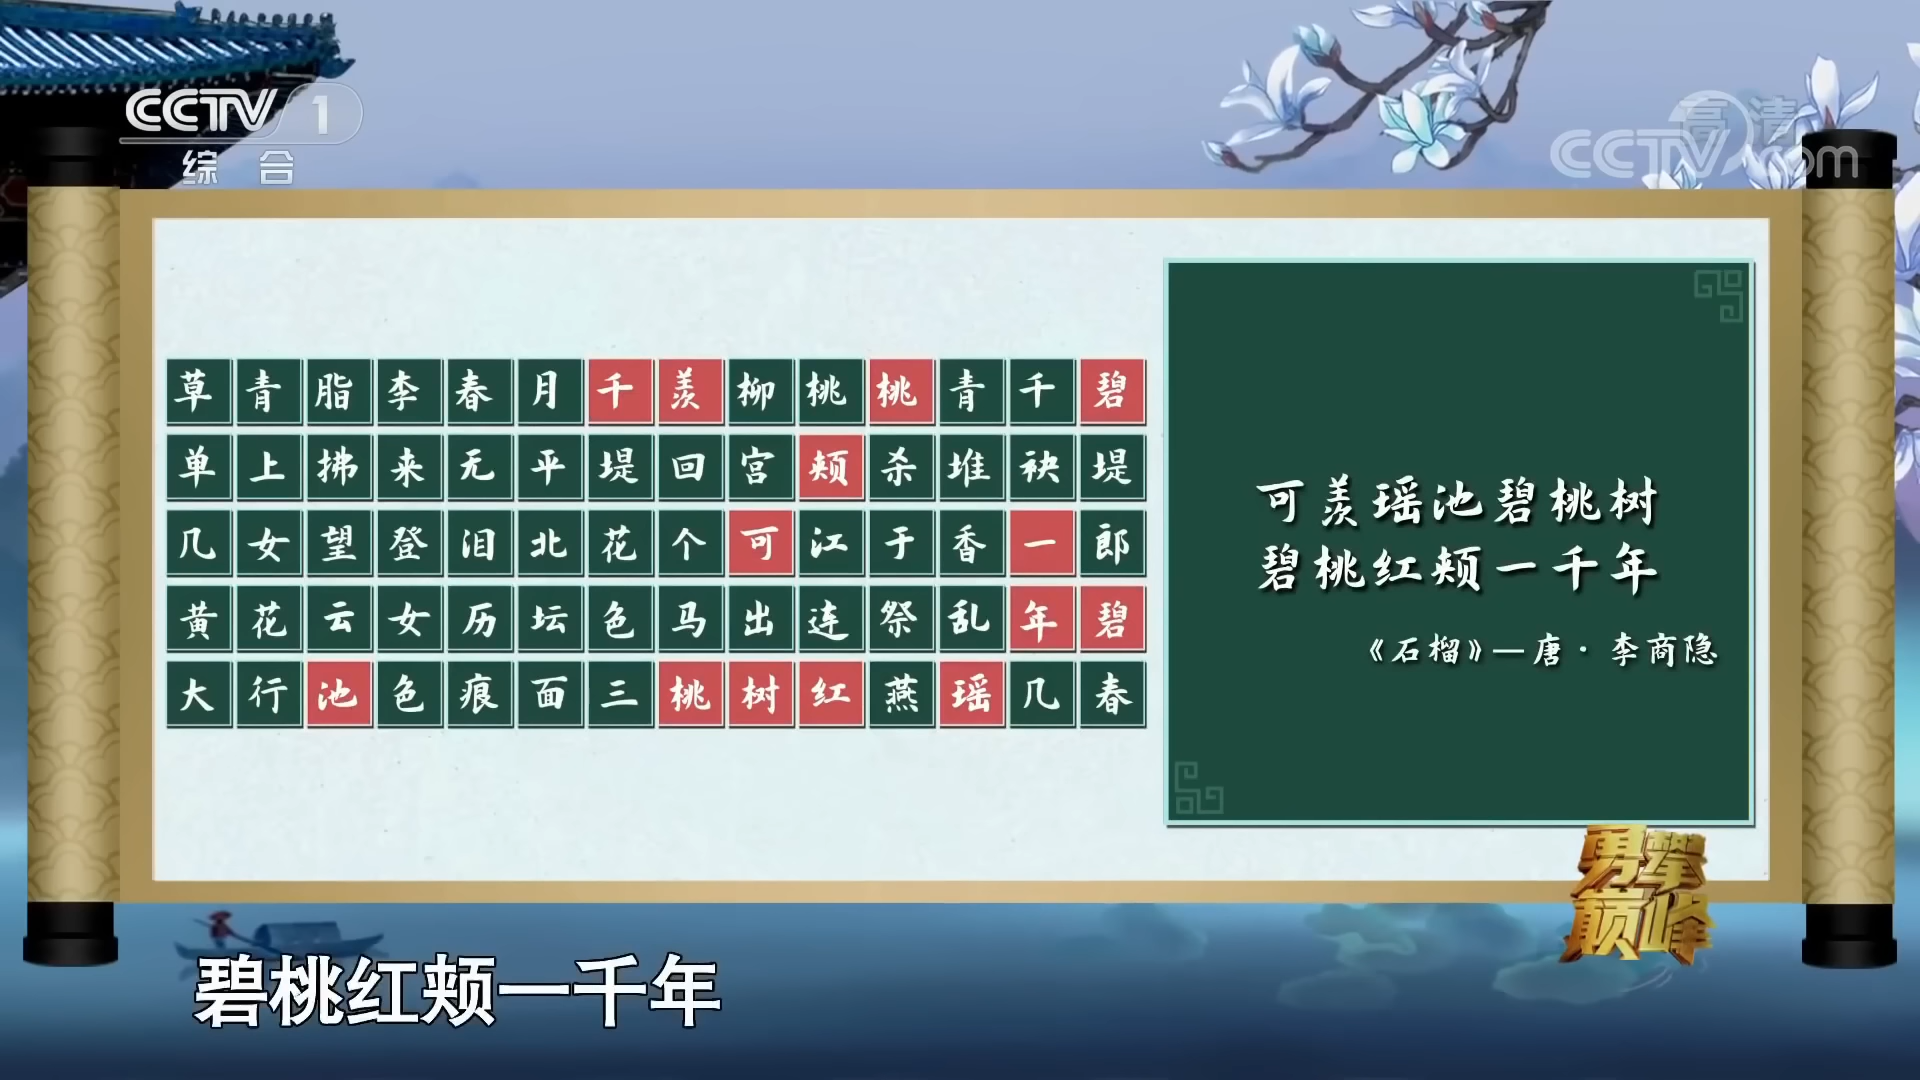 CCTV 1
综合
高清
CCTV.com
草青脂李春月千羡柳桃桃青千碧
单上拂来无平堤回宫颊杀堆袂堤
几女望登泪北花个可江于香一郎
黄花云女历坛色马出连祭乱年碧
大行池色痕面三桃树红燕瑶几春
可羡瑶池碧桃树
碧桃红颊一千年
《石榴》—唐·李商隐
勇攀
巅峰
碧桃红颊一千年